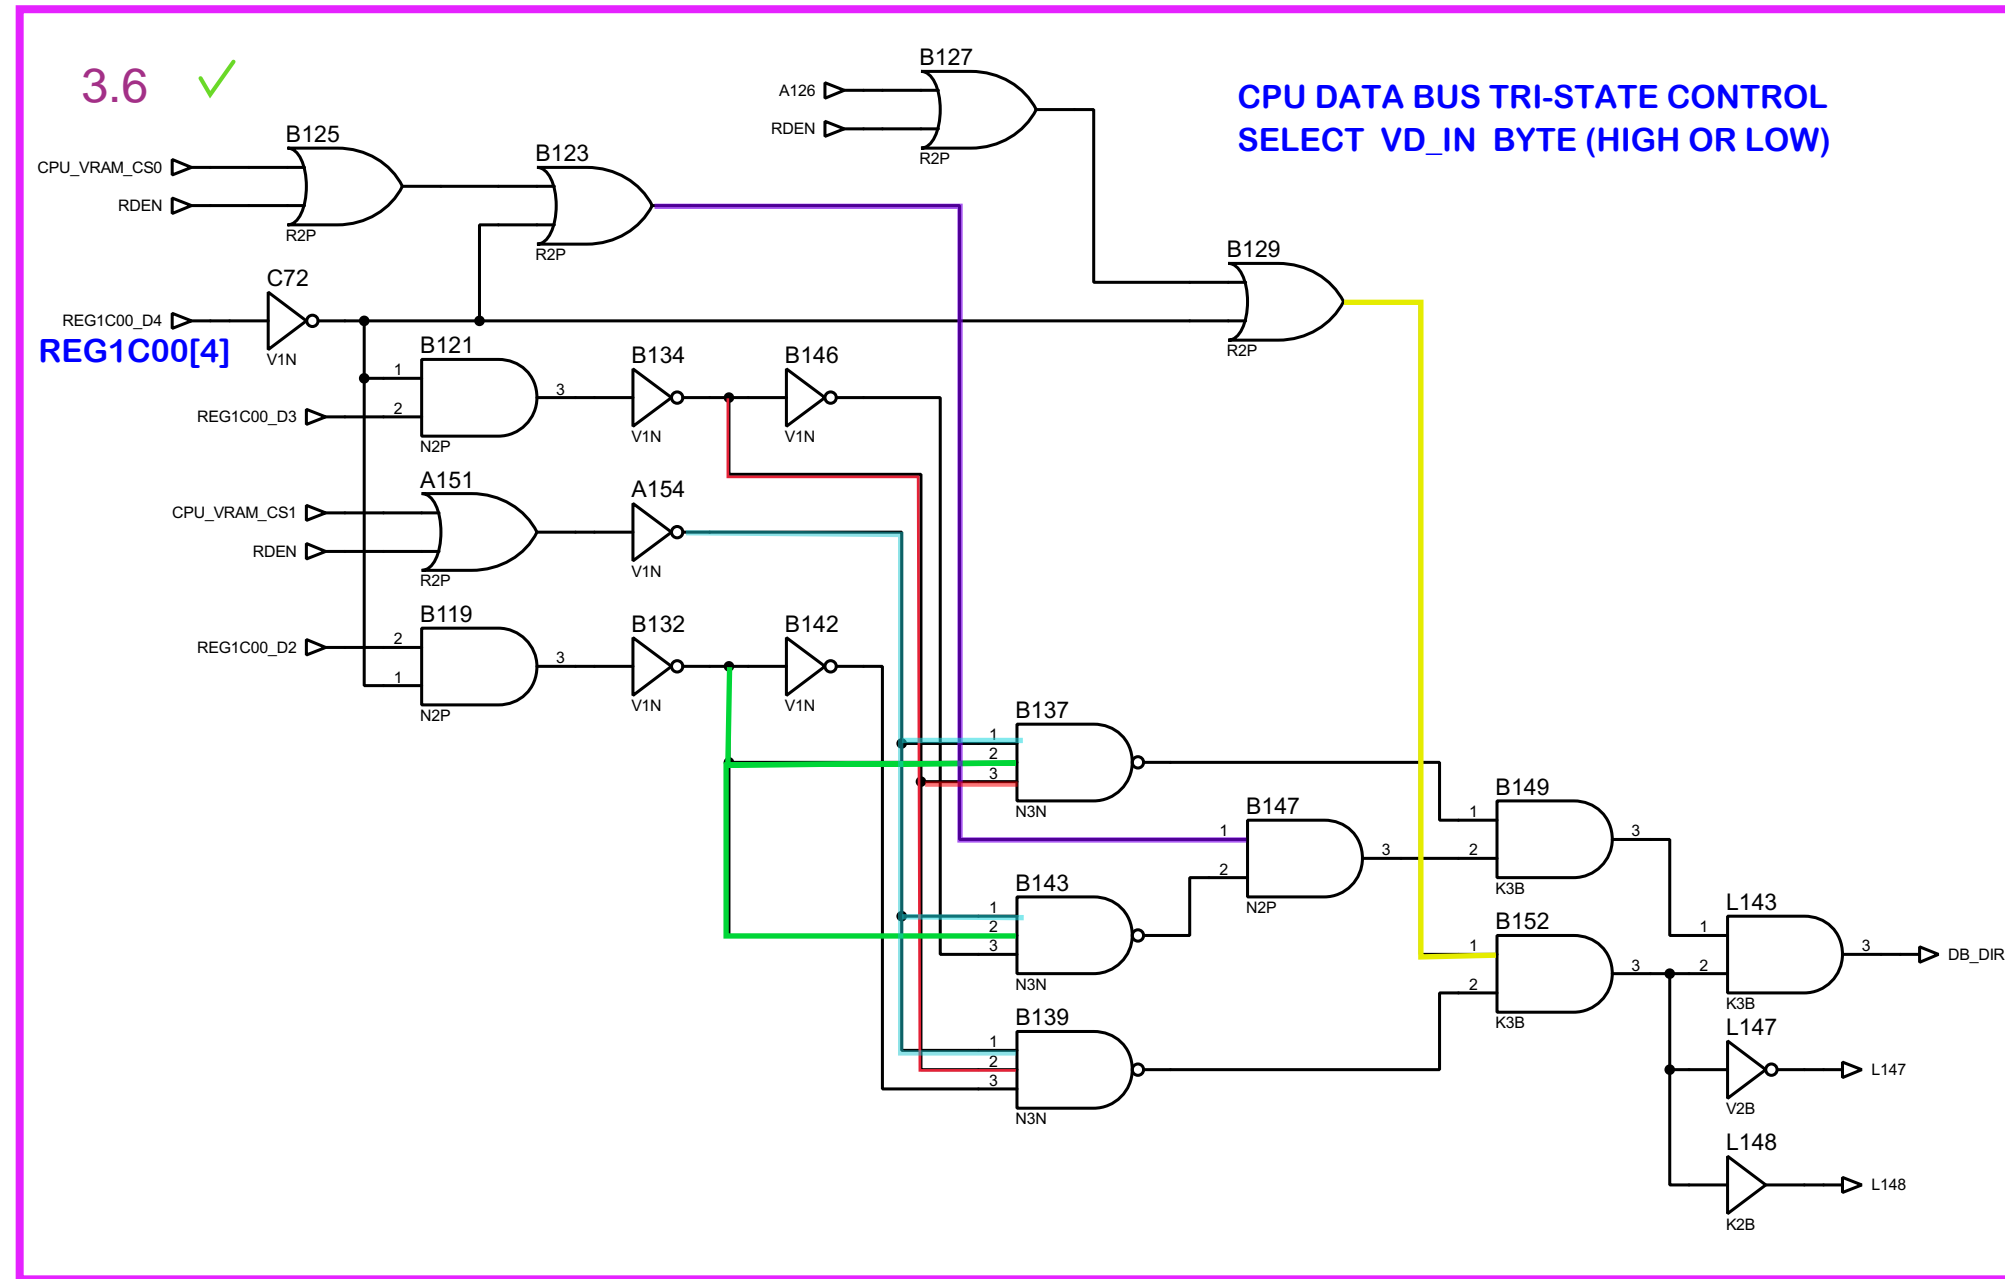 3.6
B127
A126
RDEN
R2P
CPU DATA BUS TRI-STATE CONTROL
SELECT VD_IN BYTE (HIGH OR LOW)
B125
CPU_VRAM_CS0
RDEN
R2P
B123
R2P
B129
R2P
C72
REG1C00_D4
V1N
REG1C00[4]
B121
1
REG1C00_D3
2
3
N2P
B134
V1N
B146
V1N
A151
CPU_VRAM_CS1
RDEN
R2P
A154
V1N
B119
REG1C00_D2
2
1
3
N2P
B132
V1N
B142
V1N
B137
1
2
3
N3N
B147
1
2
3
N2P
B149
1
2
3
K3B
B143
1
2
3
N3N
B152
1
2
3
K3B
L143
1
2
3
DB_DIR
K3B
B139
1
2
3
N3N
L147
L147
V2B
L148
L148
K2B